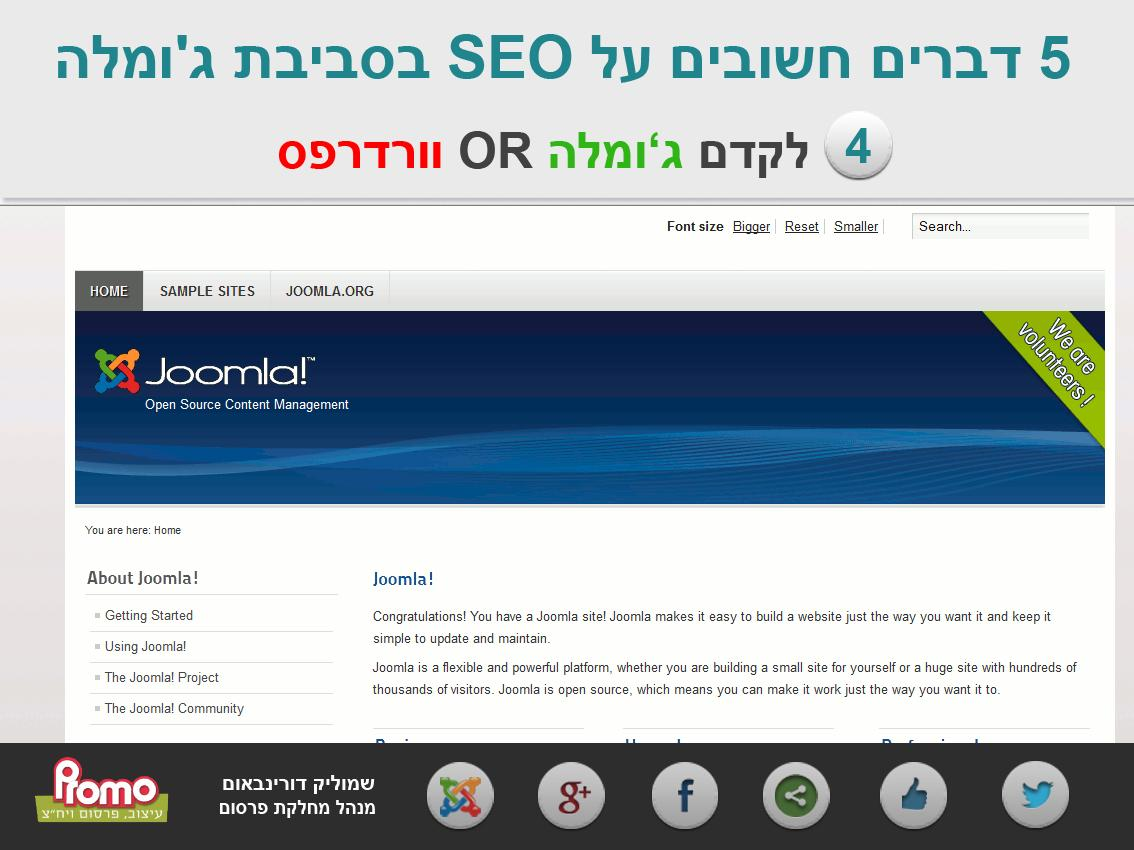 5 דברים חשובים על SEO בסביבת ג'ומלה
4 לקדם ג‘ומלה OR וורדרפס
Font size Bigger Reset Smaller Search...
HOME SAMPLE SITES JOOMLA.ORG
We are
volunteers!
Joomla!™
Open Source Content Management
You are here: Home
About Joomla!
Getting Started
Using Joomla!
The Joomla! Project
The Joomla! Community
Joomla!
Congratulations! You have a Joomla site! Joomla makes it easy to build a website just the way you want it and keep it
simple to update and maintain.
Joomla is a flexible and powerful platform, whether you are building a small site for yourself or a huge site with hundreds of
thousands of visitors. Joomla is open source, which means you can make it work just the way you want it to.
Promo
עיצוב, פרסום ויח״צ
שמוליק דורינבאום
מנהל מחלקת פרסום
g+
f